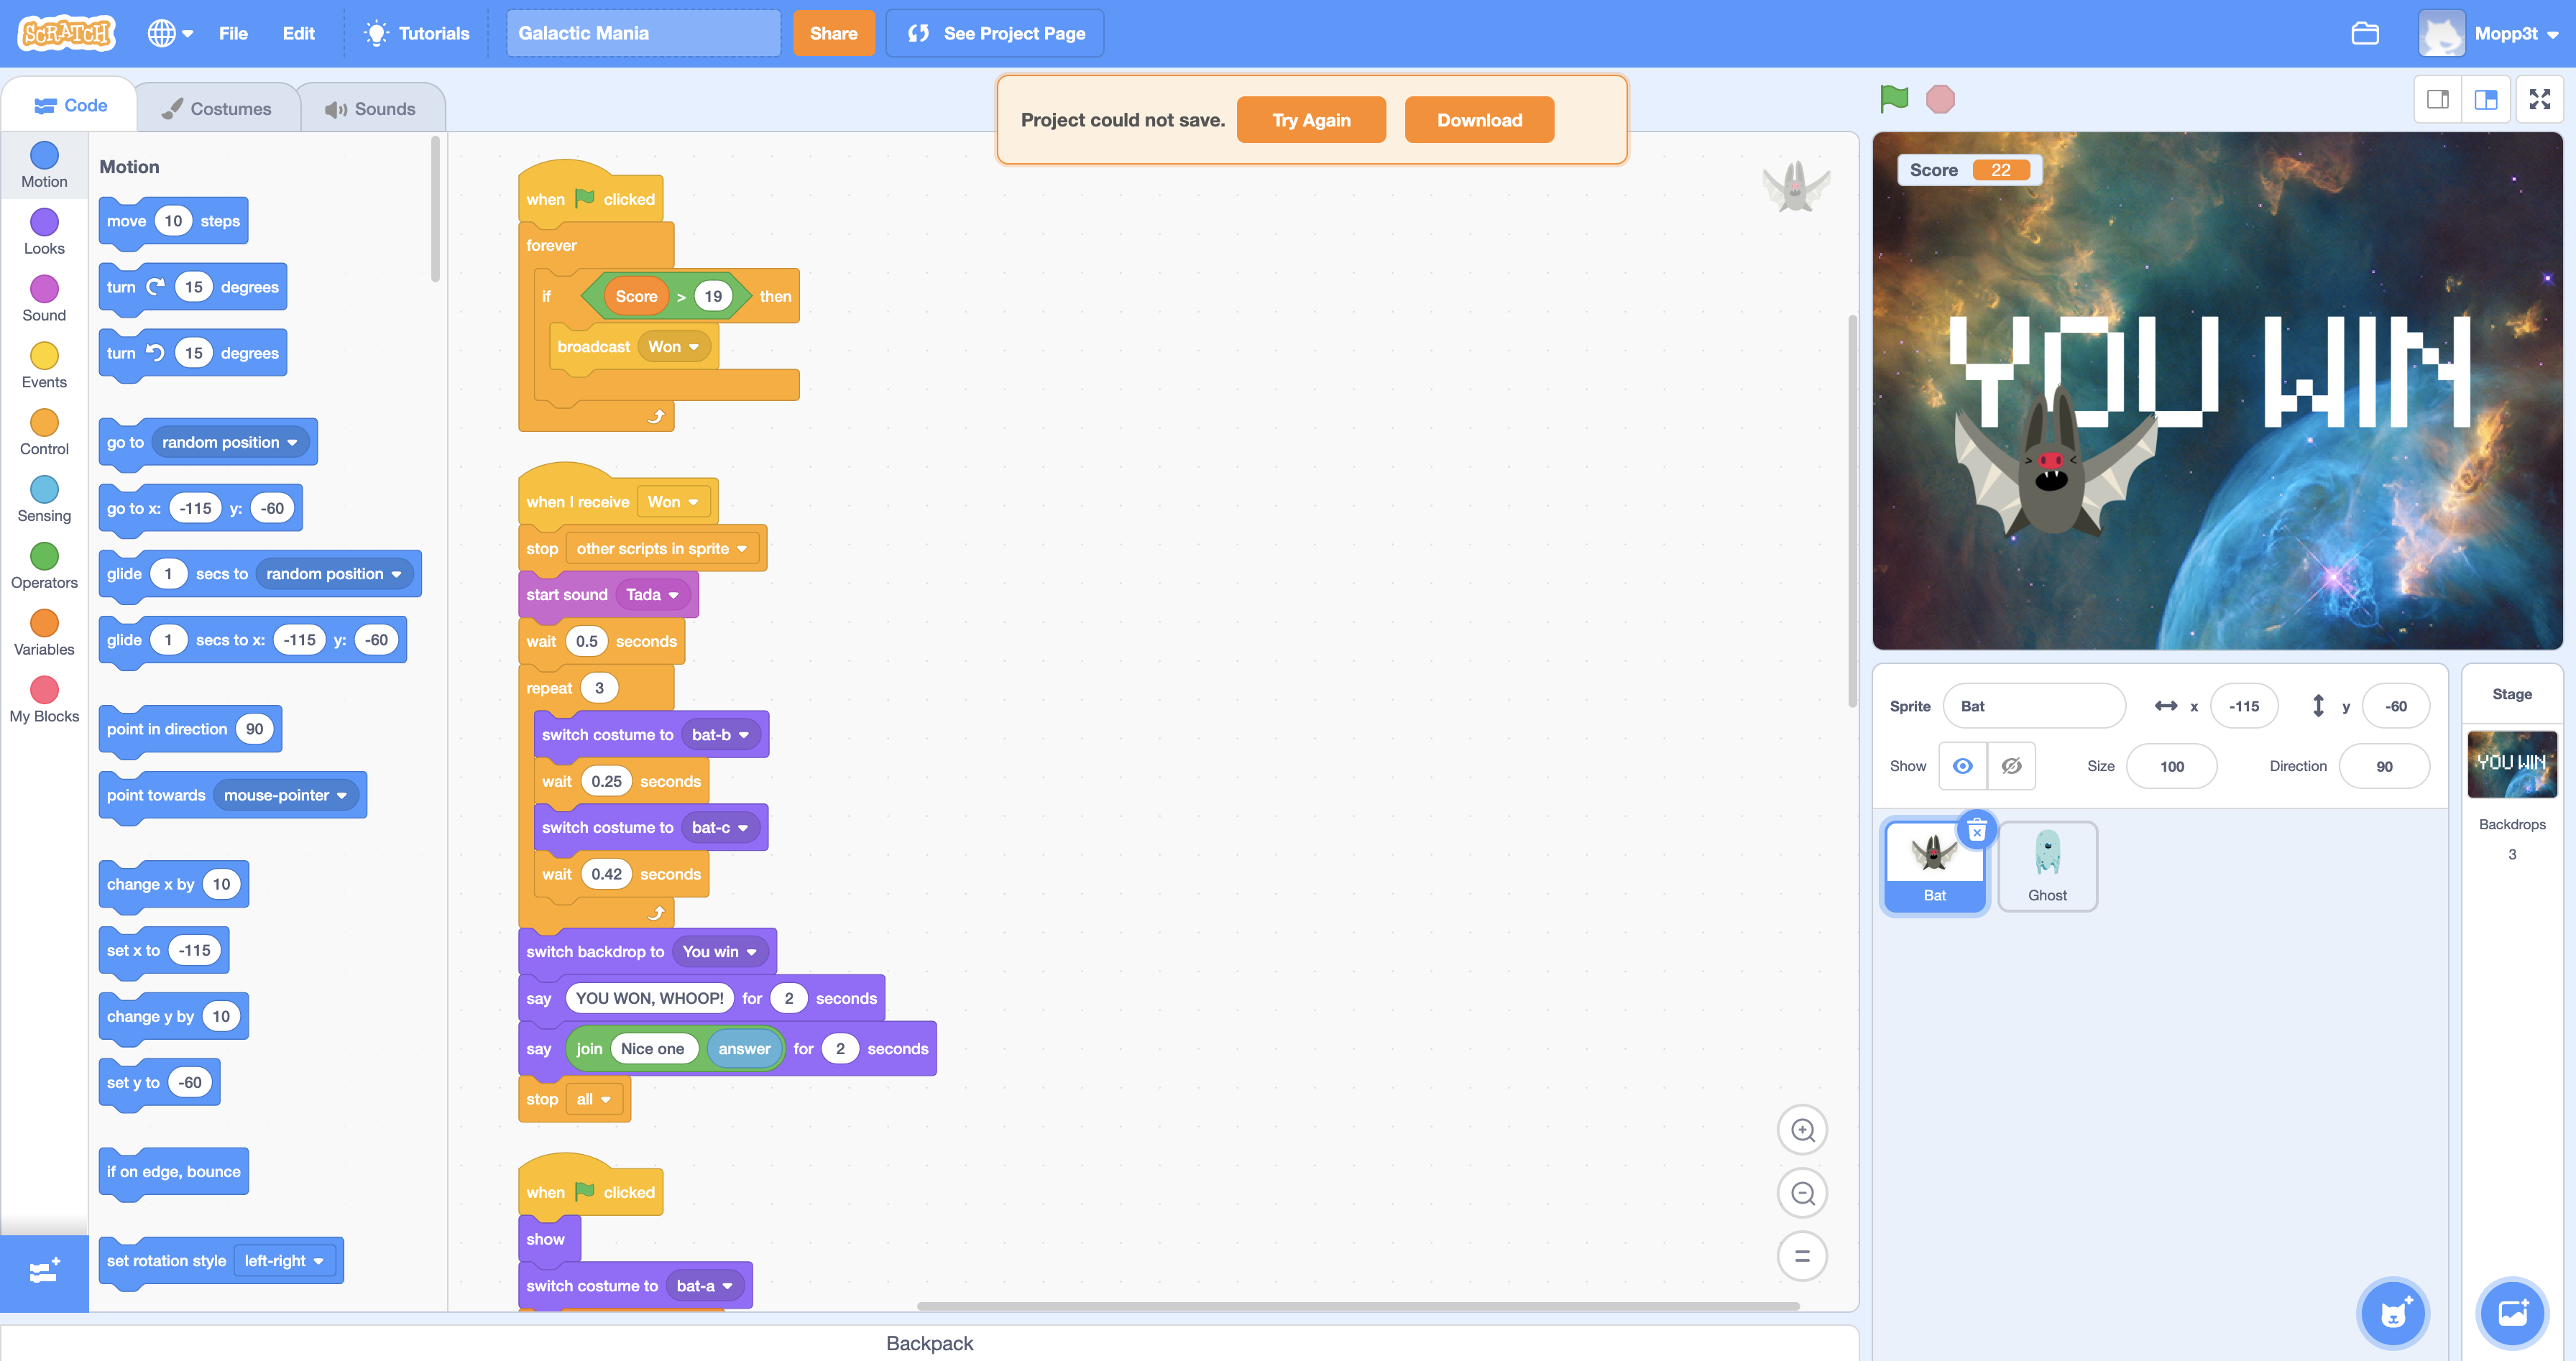 SCRATCH
File
Edit
Tutorials
Galactic Mania
Share
See Project Page
Mopp3t
Code
Costumes
Sounds
Project could not save.
Try Again
Download
Motion
Looks
Sound
Events
Control
Sensing
Operators
Variables
My Blocks
Motion
move 10 steps
turn 15 degrees
turn 15 degrees
go to random position
go to x: -115 y: -60
glide 1 secs to random position
glide 1 secs to x: -115 y: -60
point in direction 90
point towards mouse-pointer
change x by 10
set x to -115
change y by 10
set y to -60
if on edge, bounce
set rotation style left-right
when clicked
forever
if Score > 19 then
broadcast Won
when I receive Won
stop other scripts in sprite
start sound Tada
wait 0.5 seconds
repeat 3
switch costume to bat-b
wait 0.25 seconds
switch costume to bat-c
wait 0.42 seconds
switch backdrop to You win
say YOU WON, WHOOP! for 2 seconds
say join Nice one answer for 2 seconds
stop all
when clicked
show
switch costume to bat-a
Backpack
Score 22
YOU WIN
Sprite Bat x -115 y -60
Show Size 100 Direction 90
Bat
Ghost
Stage
YOU WIN
Backdrops
3